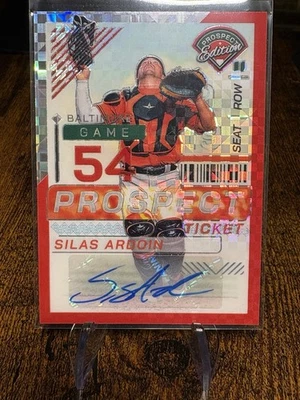 PROSPECT
Edition
BALTIMORE
GAME
54
SEAT ROW
PROSPECT
TICKET
SILAS ARDOIN